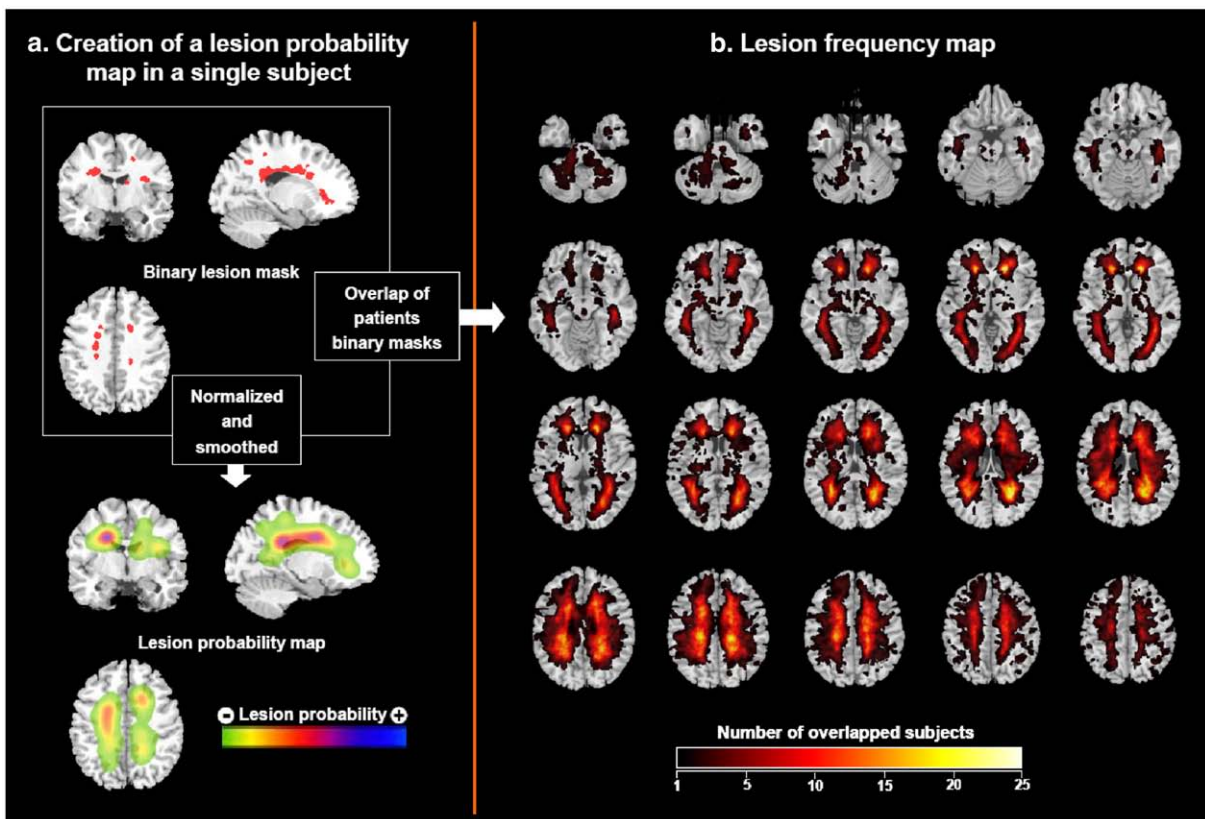 a. Creation of a lesion probability
map in a single subject
Binary lesion mask
Overlap of
patients
binary masks
Normalized
and
smoothed
Lesion probability map
- Lesion probability +
b. Lesion frequency map
Number of overlapped subjects
1 5 10 15 20 25